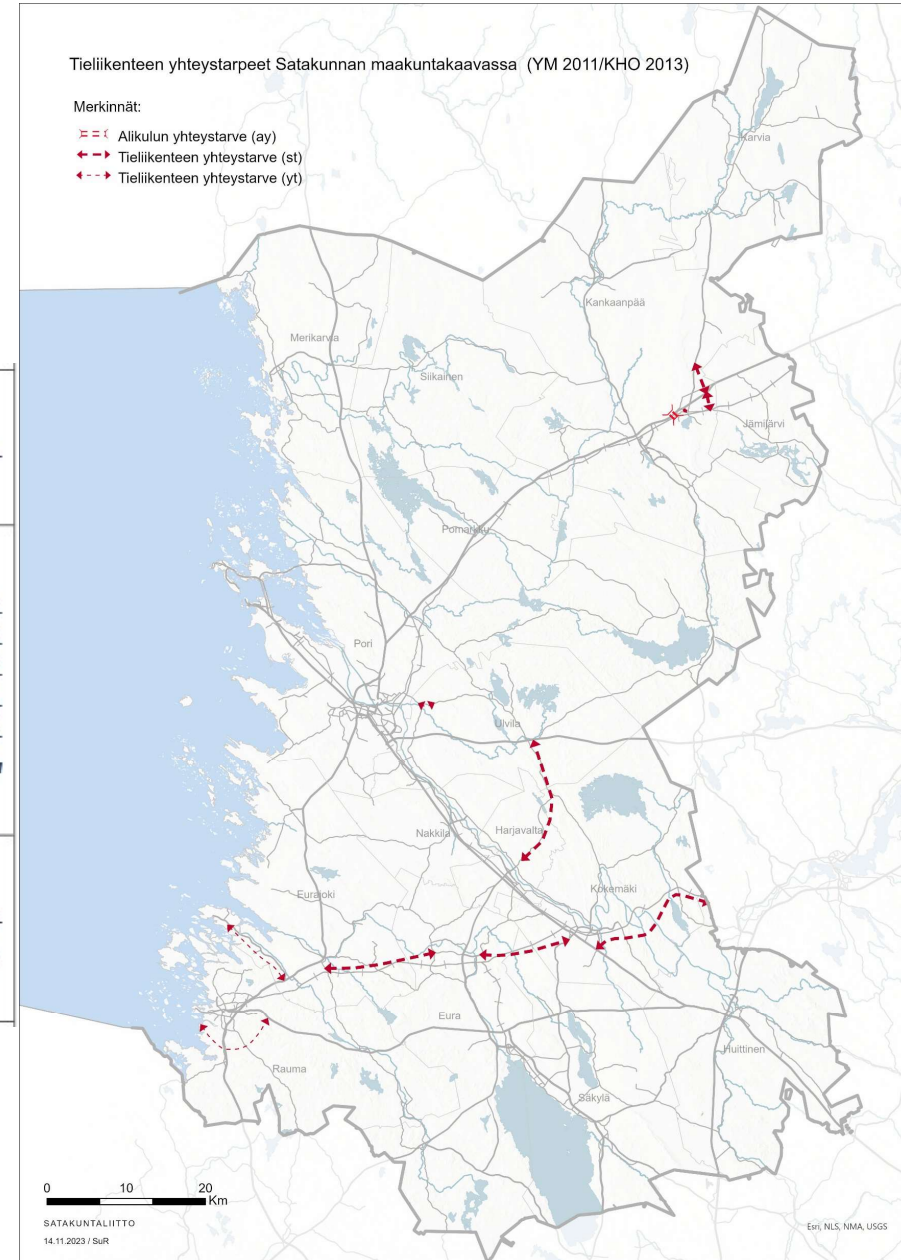 Tieliikenteen yhteystarpeet Satakunnan maakuntakaavassa (YM 2011/KHO 2013)
Merkinnät:
Alikulun yhteystarve (ay)
Tieliikenteen yhteystarve (st)
Tieliikenteen yhteystarve (yt)
Karvia
Kankaanpää
Merikarvia
Siikainen
Jämijärvi
Pomarkku
Pori
Ulvila
Nakkila
Harjavalta
Kokemäki
Eurajoki
Eura
Huittinen
Rauma
Säkylä
0 10 20
Km
SATAKUNTALIITTO
14.11.2023 / SuR
Esri, NLS, NMA, USGS